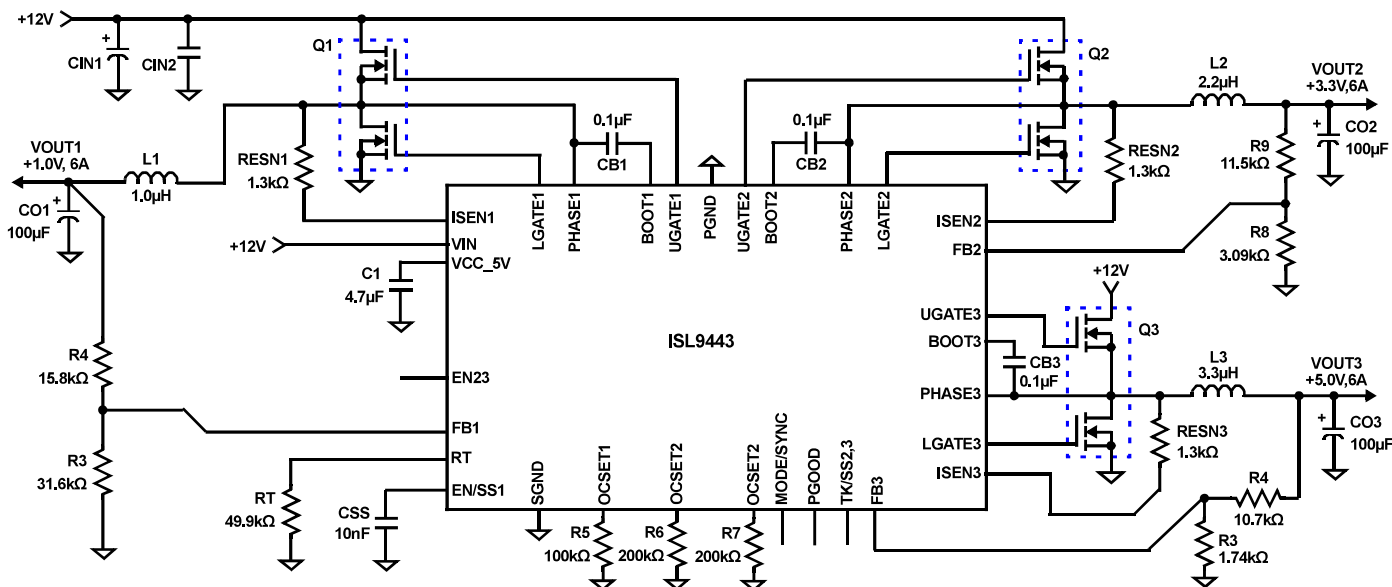 +12V
CIN1
CIN2
Q1
Q2
L2
2.2µH
VOUT2
+3.3V,6A
CO2
100µF
R9
11.5kΩ
R8
3.09kΩ
0.1µF
CB1
0.1µF
CB2
RESN1
1.3kΩ
RESN2
1.3kΩ
VOUT1
+1.0V, 6A
L1
1.0µH
CO1
100µF
LGATE1
PHASE1
BOOT1
UGATE1
PGND
UGATE2
BOOT2
PHASE2
LGATE2
ISEN1
+12V
VIN
VCC_5V
C1
4.7µF
ISEN2
FB2
+12V
UGATE3
BOOT3
Q3
ISL9443
CB3
0.1µF
L3
3.3µH
VOUT3
+5.0V,6A
CO3
100µF
PHASE3
R4
15.8kΩ
EN23
FB1
R3
31.6kΩ
RT
RT
49.9kΩ
EN/SS1
CSS
10nF
LGATE3
ISEN3
RESN3
1.3kΩ
R4
10.7kΩ
R3
1.74kΩ
SGND
OCSET1
OCSET2
OCSET2
MODE/SYNC
PGOOD
TK/SS2,3
FB3
R5
100kΩ
R6
200kΩ
R7
200kΩ